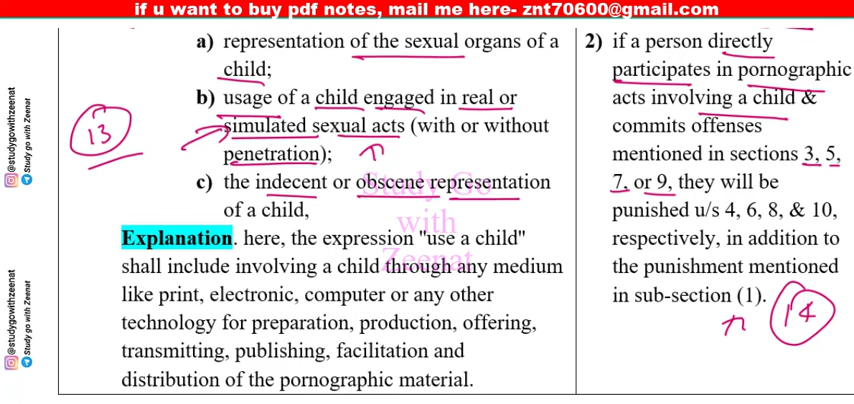 if u want to buy pdf notes, mail me here- znt70600@gmail.com
a) representation of the sexual organs of a
child;
b) usage of a child engaged in real or
simulated sexual acts (with or without
penetration);
c) the indecent or obscene representation
of a child,
Explanation. here, the expression "use a child"
shall include involving a child through any medium
like print, electronic, computer or any other
technology for preparation, production, offering,
transmitting, publishing, facilitation and
distribution of the pornographic material.
2) if a person directly
participates in pornographic
acts involving a child &
commits offenses
mentioned in sections 3, 5,
7, or 9, they will be
punished u/s 4, 6, 8, & 10,
respectively, in addition to
the punishment mentioned
in sub-section (1).
13
14
@studygowithzeenat
Study go with Zeenat
@studygowithzeenat
Study go with Zeenat
Study Go
with
Zeenat